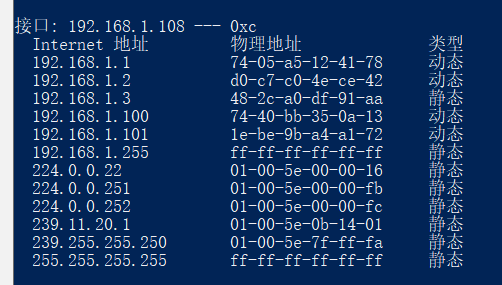 接口: 192.168.1.108 --- 0xc
Internet 地址 物理地址 类型
192.168.1.1 74-05-a5-12-41-78 动态
192.168.1.2 d0-c7-c0-4e-ce-42 动态
192.168.1.3 48-2c-a0-df-91-aa 静态
192.168.1.100 74-40-bb-35-0a-13 动态
192.168.1.101 1e-be-9b-a4-a1-72 动态
192.168.1.255 ff-ff-ff-ff-ff-ff 静态
224.0.0.22 01-00-5e-00-00-16 静态
224.0.0.251 01-00-5e-00-00-fb 静态
224.0.0.252 01-00-5e-00-00-fc 静态
239.11.20.1 01-00-5e-0b-14-01 静态
239.255.255.250 01-00-5e-7f-ff-fa 静态
255.255.255.255 ff-ff-ff-ff-ff-ff 静态